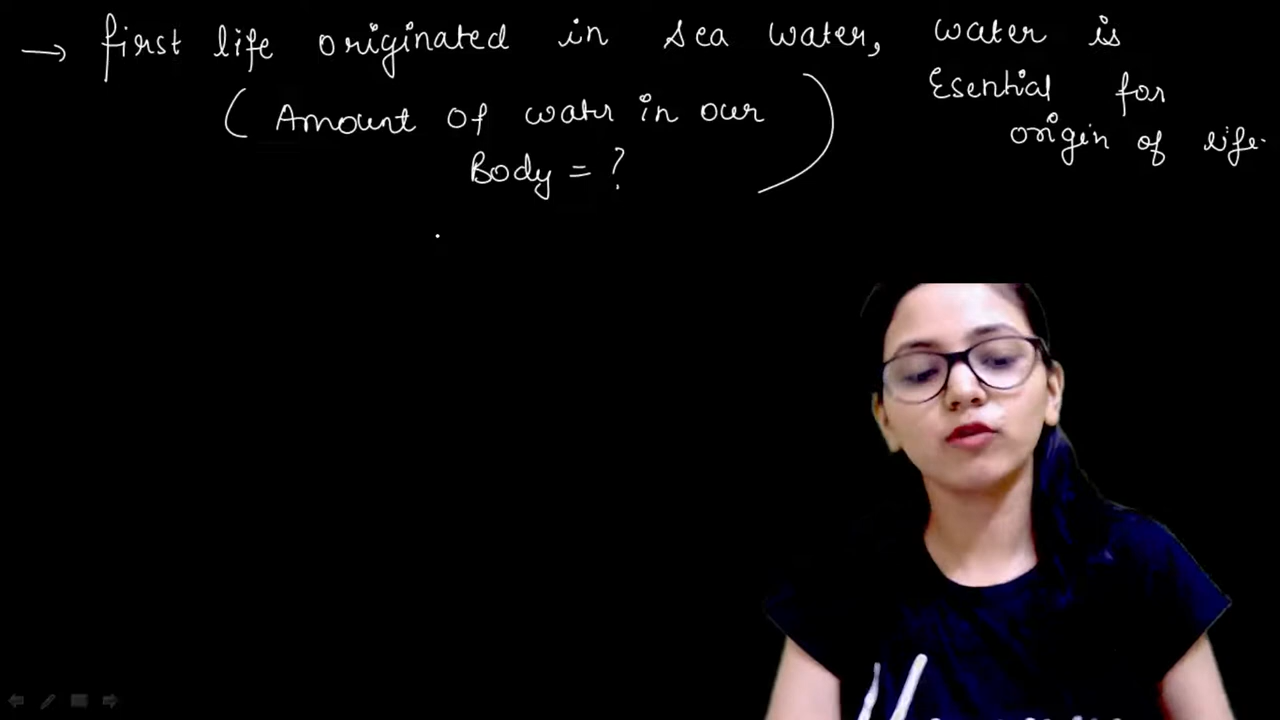 → first life originated in sea water, water is
Esential for
origin of life.
( Amount of water in our
Body = ? )